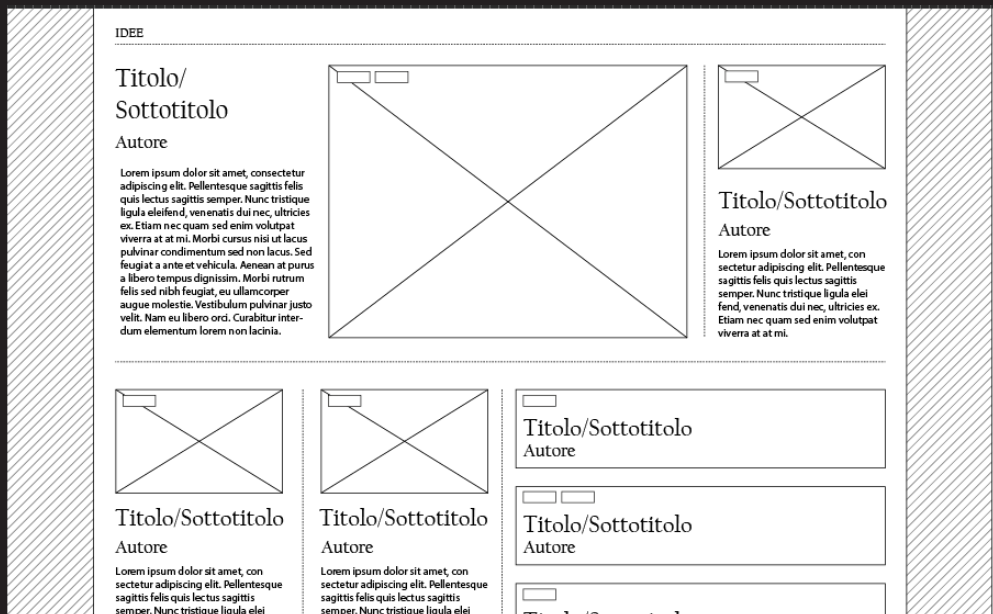 IDEE
Titolo/
Sottotitolo
Autore
Lorem ipsum dolor sit amet, consectetur
adipiscing elit. Pellentesque sagittis felis
quis lectus sagittis semper. Nunc tristique
ligula eleifend, venenatis dui nec, ultricies
ex. Etiam nec quam sed enim volutpat
viverra at at mi. Morbi cursus nisi ut lacus
pulvinar condimentum sed non lacus. Sed
feugiat a ante et vehicula. Aenean at purus
a libero tempus dignissim. Morbi rutrum
felis sed nibh feugiat, eu ullamcorper
augue molestie. Vestibulum pulvinar justo
velit. Nam eu libero orci. Curabitur inter-
dum elementum lorem non lacinia.
Titolo/Sottotitolo
Autore
Lorem ipsum dolor sit amet, con
sectetur adipiscing elit. Pellentesque
sagittis felis quis lectus sagittis
semper. Nunc tristique ligula elei
fend, venenatis dui nec, ultricies ex.
Etiam nec quam sed enim volutpat
viverra at at mi.
Titolo/Sottotitolo
Autore
Lorem ipsum dolor sit amet, con
sectetur adipiscing elit. Pellentesque
sagittis felis quis lectus sagittis
semper. Nunc tristique ligula elei
Titolo/Sottotitolo
Autore
Lorem ipsum dolor sit amet, con
sectetur adipiscing elit. Pellentesque
sagittis felis quis lectus sagittis
semper. Nunc tristique ligula elei
Titolo/Sottotitolo
Autore
Titolo/Sottotitolo
Autore
Titolo/Sottotitolo